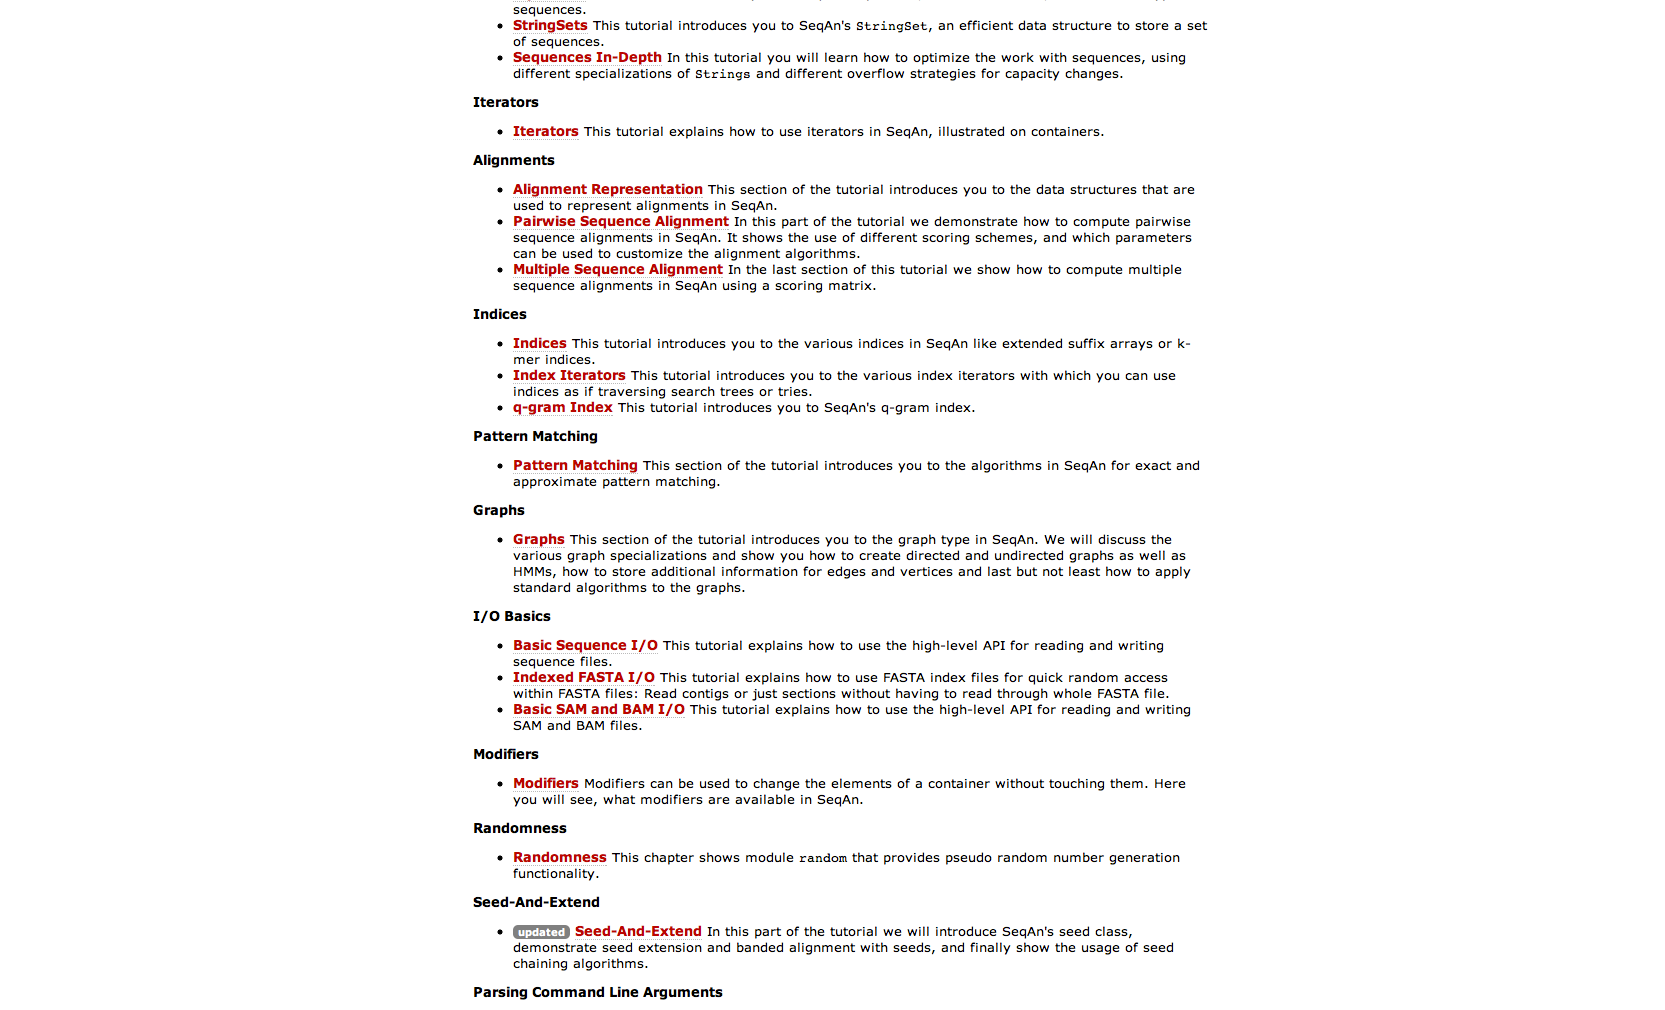 sequences.
StringSets This tutorial introduces you to SeqAn's StringSet, an efficient data structure to store a set
of sequences.
Sequences In-Depth In this tutorial you will learn how to optimize the work with sequences, using
different specializations of Strings and different overflow strategies for capacity changes.
Iterators
Iterators This tutorial explains how to use iterators in SeqAn, illustrated on containers.
Alignments
Alignment Representation This section of the tutorial introduces you to the data structures that are
used to represent alignments in SeqAn.
Pairwise Sequence Alignment In this part of the tutorial we demonstrate how to compute pairwise
sequence alignments in SeqAn. It shows the use of different scoring schemes, and which parameters
can be used to customize the alignment algorithms.
Multiple Sequence Alignment In the last section of this tutorial we show how to compute multiple
sequence alignments in SeqAn using a scoring matrix.
Indices
Indices This tutorial introduces you to the various indices in SeqAn like extended suffix arrays or k-
mer indices.
Index Iterators This tutorial introduces you to the various index iterators with which you can use
indices as if traversing search trees or tries.
q-gram Index This tutorial introduces you to SeqAn's q-gram index.
Pattern Matching
Pattern Matching This section of the tutorial introduces you to the algorithms in SeqAn for exact and
approximate pattern matching.
Graphs
Graphs This section of the tutorial introduces you to the graph type in SeqAn. We will discuss the
various graph specializations and show you how to create directed and undirected graphs as well as
HMMs, how to store additional information for edges and vertices and last but not least how to apply
standard algorithms to the graphs.
I/O Basics
Basic Sequence I/O This tutorial explains how to use the high-level API for reading and writing
sequence files.
Indexed FASTA I/O This tutorial explains how to use FASTA index files for quick random access
within FASTA files: Read contigs or just sections without having to read through whole FASTA file.
Basic SAM and BAM I/O This tutorial explains how to use the high-level API for reading and writing
SAM and BAM files.
Modifiers
Modifiers Modifiers can be used to change the elements of a container without touching them. Here
you will see, what modifiers are available in SeqAn.
Randomness
Randomness This chapter shows module random that provides pseudo random number generation
functionality.
Seed-And-Extend
updated Seed-And-Extend In this part of the tutorial we will introduce SeqAn's seed class,
demonstrate seed extension and banded alignment with seeds, and finally show the usage of seed
chaining algorithms.
Parsing Command Line Arguments